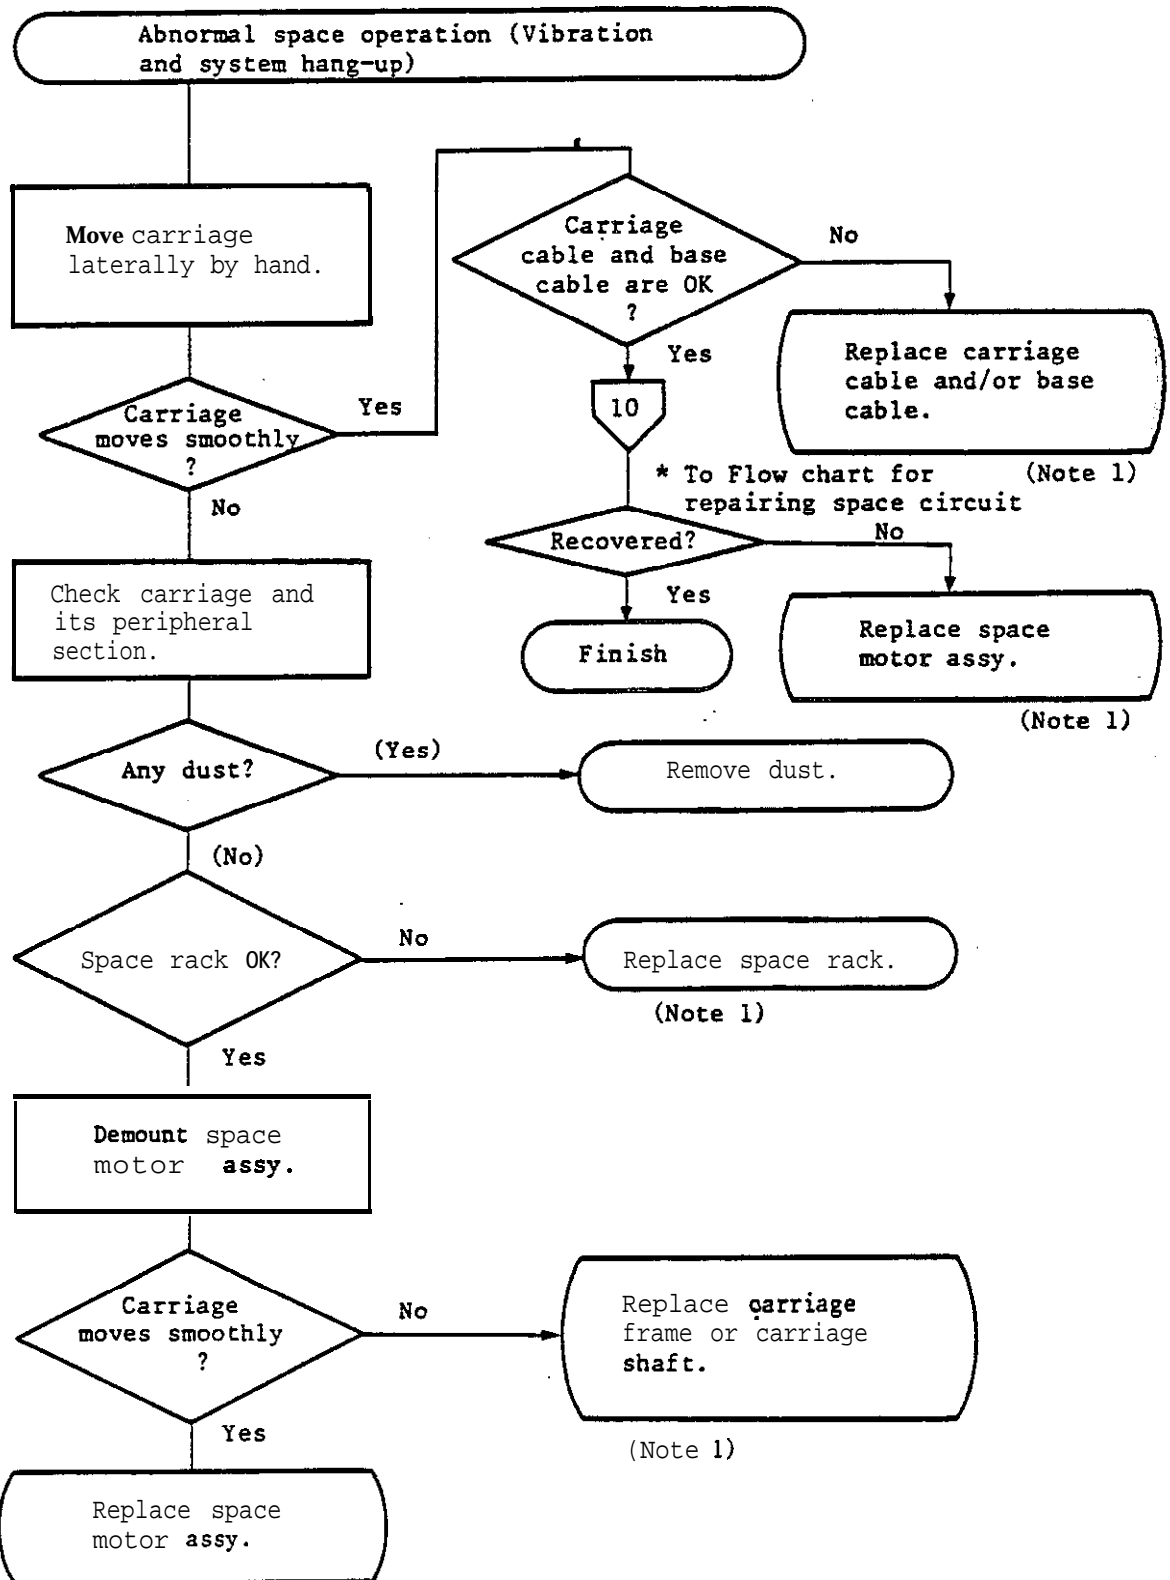 Abnormal space operation (Vibration
and system hang-up)
Move carriage
laterally by hand.
Carriage
moves smoothly
?
Yes
No
Carriage
cable and base
cable are OK
?
No
Yes
Replace carriage
cable and/or base
cable.
(Note 1)
10
* To Flow chart for
repairing space circuit
Recovered?
No
Yes
Finish
Replace space
motor assy.
(Note 1)
Check carriage and
its peripheral
section.
Any dust?
(Yes)
Remove dust.
(No)
Space rack OK?
No
Replace space rack.
(Note 1)
Yes
Demount space
motor assy.
Carriage
moves smoothly
?
No
Replace carriage
frame or carriage
shaft.
(Note 1)
Yes
Replace space
motor assy.